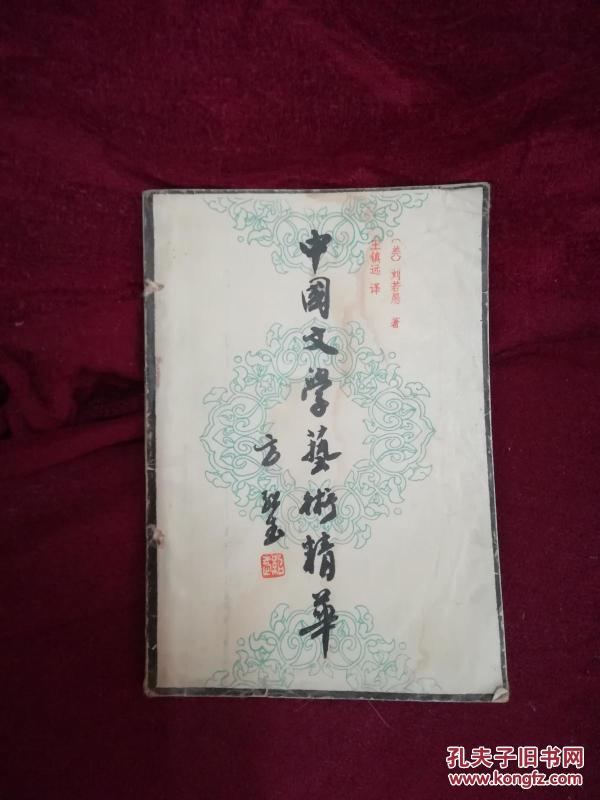 〔美〕刘若愚 著
王镇远 译
中國文學藝術精華
方
孔夫子旧书网
www.kongfz.com